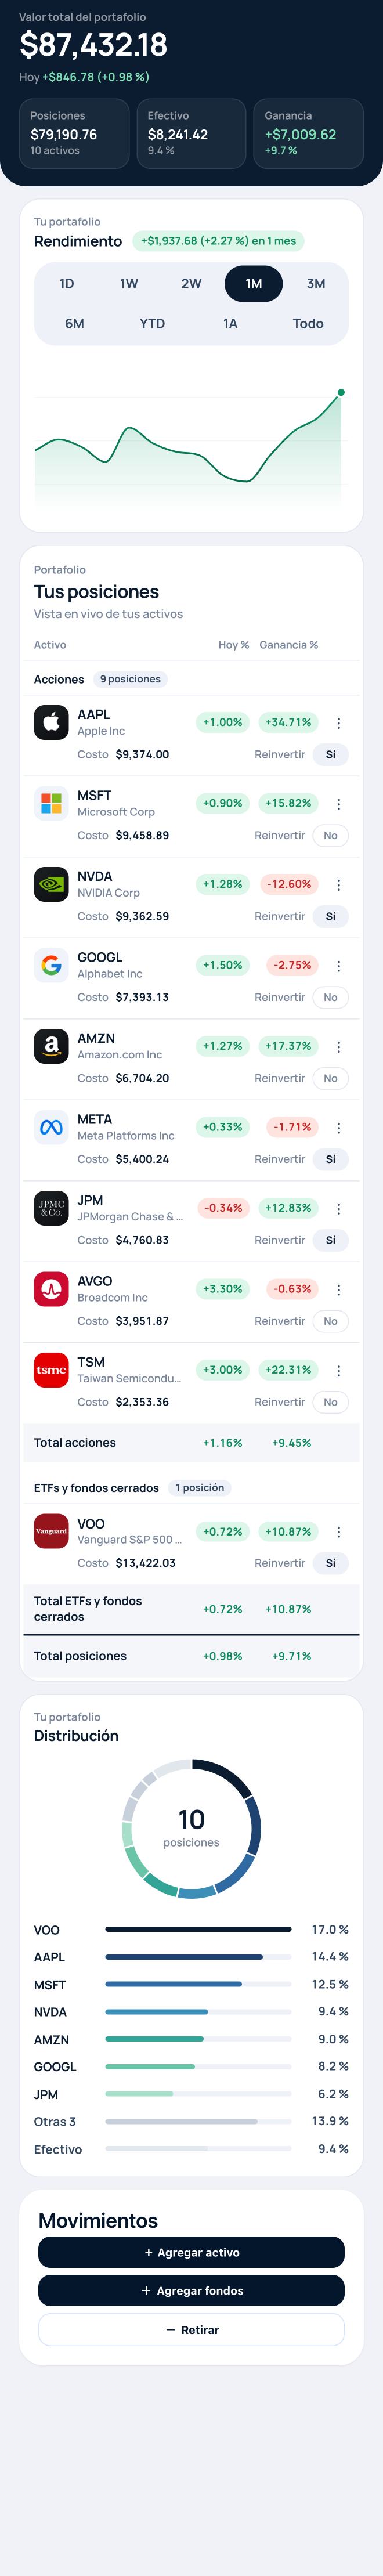 Valor total del portafolio
$87,432.18
Hoy +$846.78 (+0.98 %)
Posiciones Efectivo Ganancia
$79,190.76 $8,241.42 +$7,009.62
10 activos 9.4 % +9.7 %
Tu portafolio
Rendimiento +$1,937.68 (+2.27 %) en 1 mes
1D 1W 2W 1M 3M
6M YTD 1A Todo
Portafolio
Tus posiciones
Vista en vivo de tus activos
Activo Hoy % Ganancia %
Acciones 9 posiciones
AAPL +1.00% +34.71%
Apple Inc
Costo $9,374.00 Reinvertir Sí
MSFT +0.90% +15.82%
Microsoft Corp
Costo $9,458.89 Reinvertir No
NVDA +1.28% -12.60%
NVIDIA Corp
Costo $9,362.59 Reinvertir Sí
GOOGL +1.50% -2.75%
Alphabet Inc
Costo $7,393.13 Reinvertir No
AMZN +1.27% +17.37%
Amazon.com Inc
Costo $6,704.20 Reinvertir No
META +0.33% -1.71%
Meta Platforms Inc
Costo $5,400.24 Reinvertir Sí
JPMC & Co. JPM -0.34% +12.83%
JPMorgan Chase & ...
Costo $4,760.83 Reinvertir Sí
AVGO +3.30% -0.63%
Broadcom Inc
Costo $3,951.87 Reinvertir No
tsmc TSM +3.00% +22.31%
Taiwan Semicondu...
Costo $2,353.36 Reinvertir No
Total acciones +1.16% +9.45%
ETFs y fondos cerrados 1 posición
Vanguard VOO +0.72% +10.87%
Vanguard S&P 500 ...
Costo $13,422.03 Reinvertir Sí
Total ETFs y fondos
cerrados +0.72% +10.87%
Total posiciones +0.98% +9.71%
Tu portafolio
Distribución
10
posiciones
VOO 17.0 %
AAPL 14.4 %
MSFT 12.5 %
NVDA 9.4 %
AMZN 9.0 %
GOOGL 8.2 %
JPM 6.2 %
Otras 3 13.9 %
Efectivo 9.4 %
Movimientos
+ Agregar activo
+ Agregar fondos
− Retirar